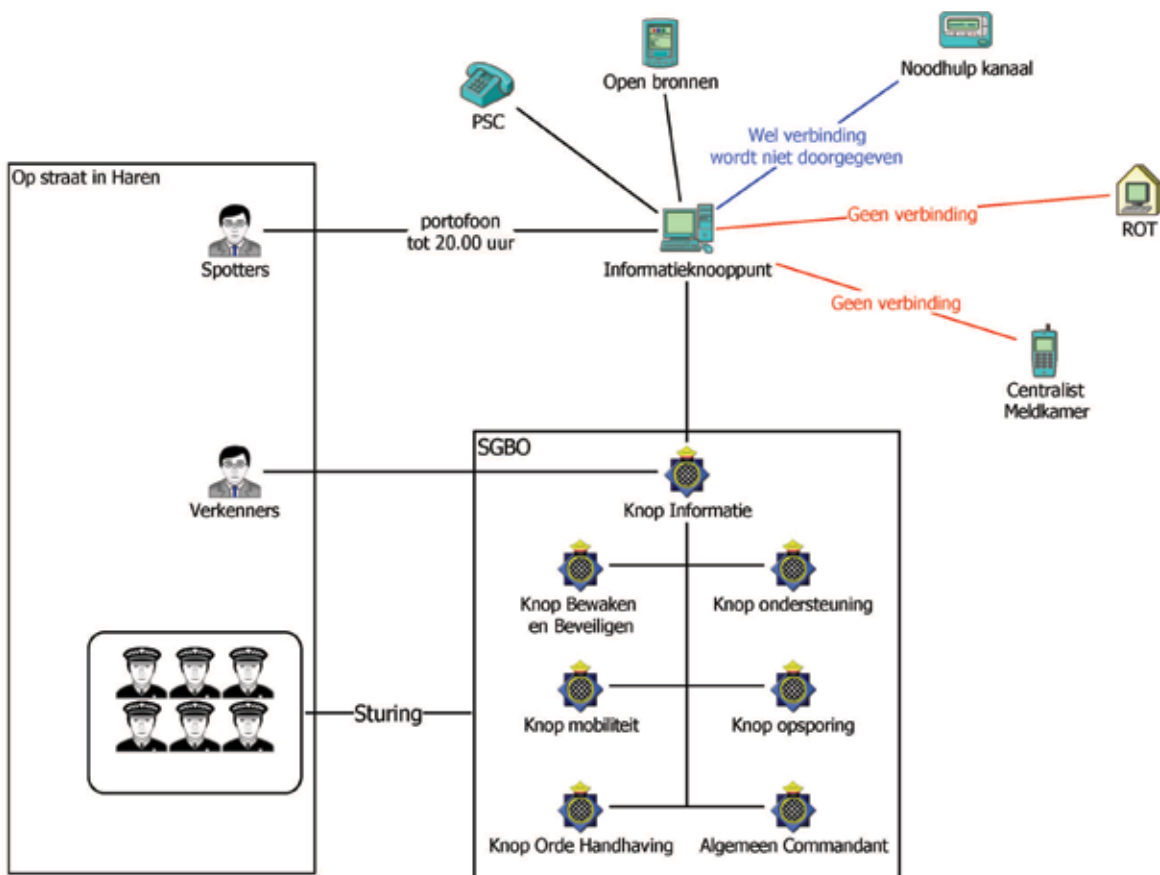 Open bronnen
Noodhulp kanaal
PSC
Wel verbinding
wordt niet doorgegeven
Op straat in Haren
Geen verbinding
ROT
portofoon
tot 20.00 uur
Spotters
Informatieknooppunt
Geen verbinding
Centralist
Meldkamer
SGBO
Verkenners
Knop Informatie
Knop Bewaken
en Beveiligen
Knop ondersteuning
Sturing
Knop mobiliteit
Knop opsporing
Knop Orde Handhaving
Algemeen Commandant